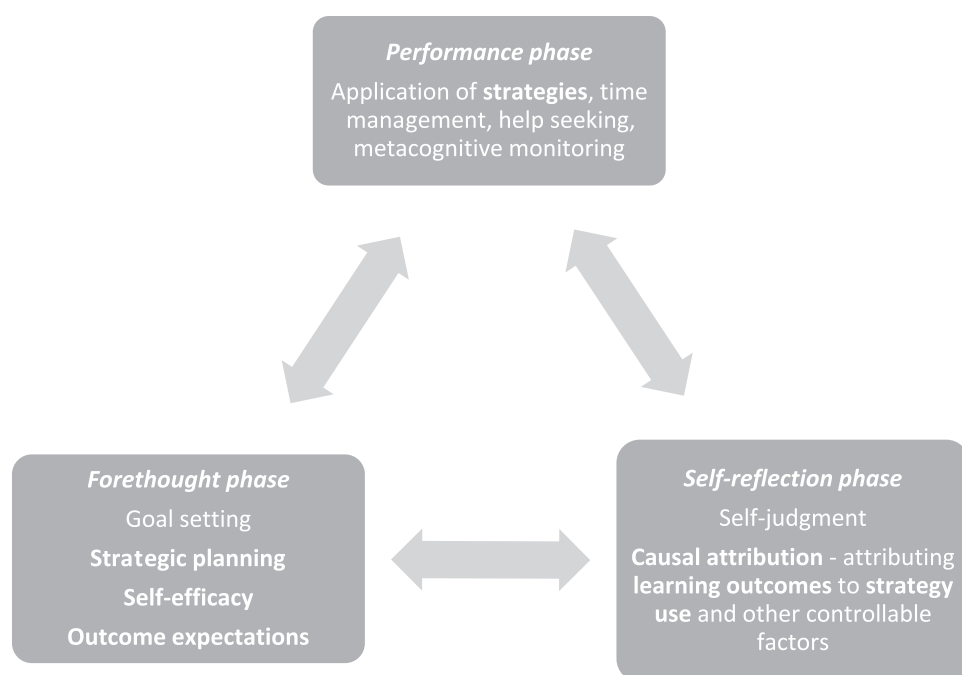 Performance phase
Application of strategies, time
management, help seeking,
metacognitive monitoring
Forethought phase
Goal setting
Strategic planning
Self-efficacy
Outcome expectations
Self-reflection phase
Self-judgment
Causal attribution - attributing
learning outcomes to strategy
use and other controllable
factors